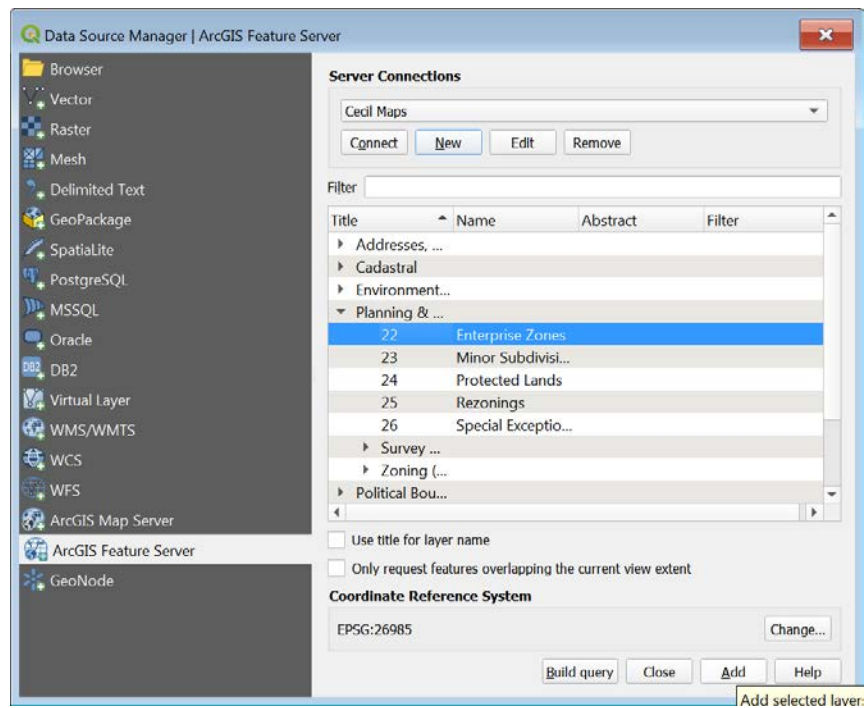 Data Source Manager | ArcGIS Feature Server
Browser
Vector
Raster
Mesh
Delimited Text
GeoPackage
SpatiaLite
PostgreSQL
MSSQL
Oracle
DB2
DB2
Virtual Layer
WMS/WMTS
WCS
WFS
ArcGIS Map Server
ArcGIS Feature Server
GeoNode
Server Connections
Cecil Maps
Connect New Edit Remove
Filter
Title Name Abstract Filter
Addresses, ...
Cadastral
Environment...
Planning & ...
22 Enterprise Zones
23 Minor Subdivisi...
24 Protected Lands
25 Rezonings
26 Special Exceptio...
Survey ...
Zoning (...
Political Bou...
Use title for layer name
Only request features overlapping the current view extent
Coordinate Reference System
EPSG:26985 Change...
Build query Close Add Help
Add selected layer